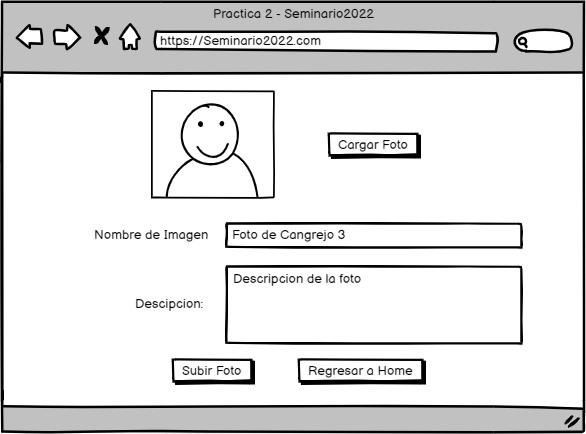 Practica 2 - Seminario2022
https://Seminario2022.com
Cargar Foto
Nombre de Imagen
Foto de Cangrejo 3
Descripcion de la foto
Descipcion:
Subir Foto
Regresar a Home